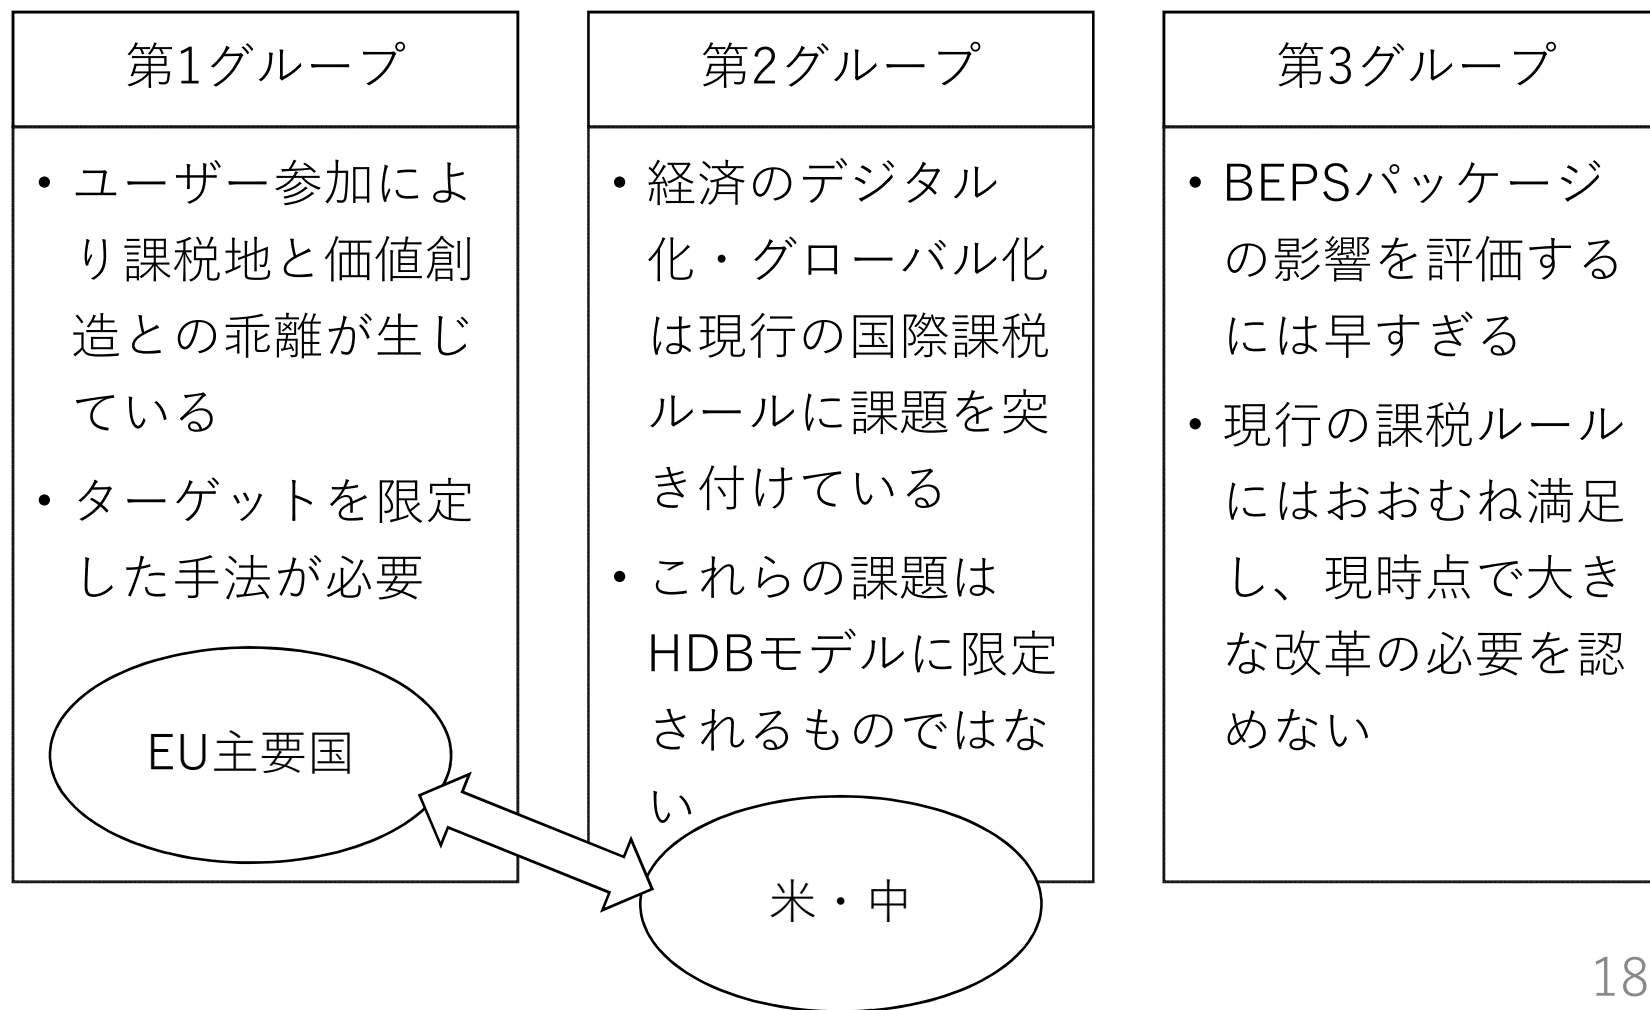 第1グループ
• ユーザー参加によ
り課税地と価値創
造との乖離が生じ
ている
• ターゲットを限定
した手法が必要
EU主要国
第2グループ
• 経済のデジタル
化・グローバル化
は現行の国際課税
ルールに課題を突
き付けている
• これらの課題は
HDBモデルに限定
されるものではな
い
米・中
第3グループ
• BEPSパッケージ
の影響を評価する
には早すぎる
• 現行の課税ルール
にはおおむね満足
し、現時点で大き
な改革の必要を認
めない
18